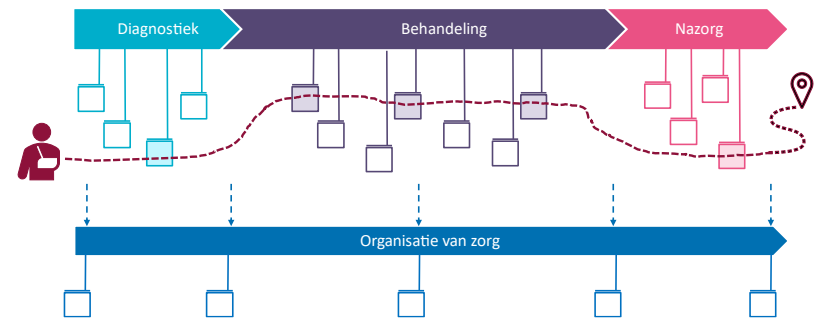 Diagnostiek
Behandeling
Nazorg
Organisatie van zorg